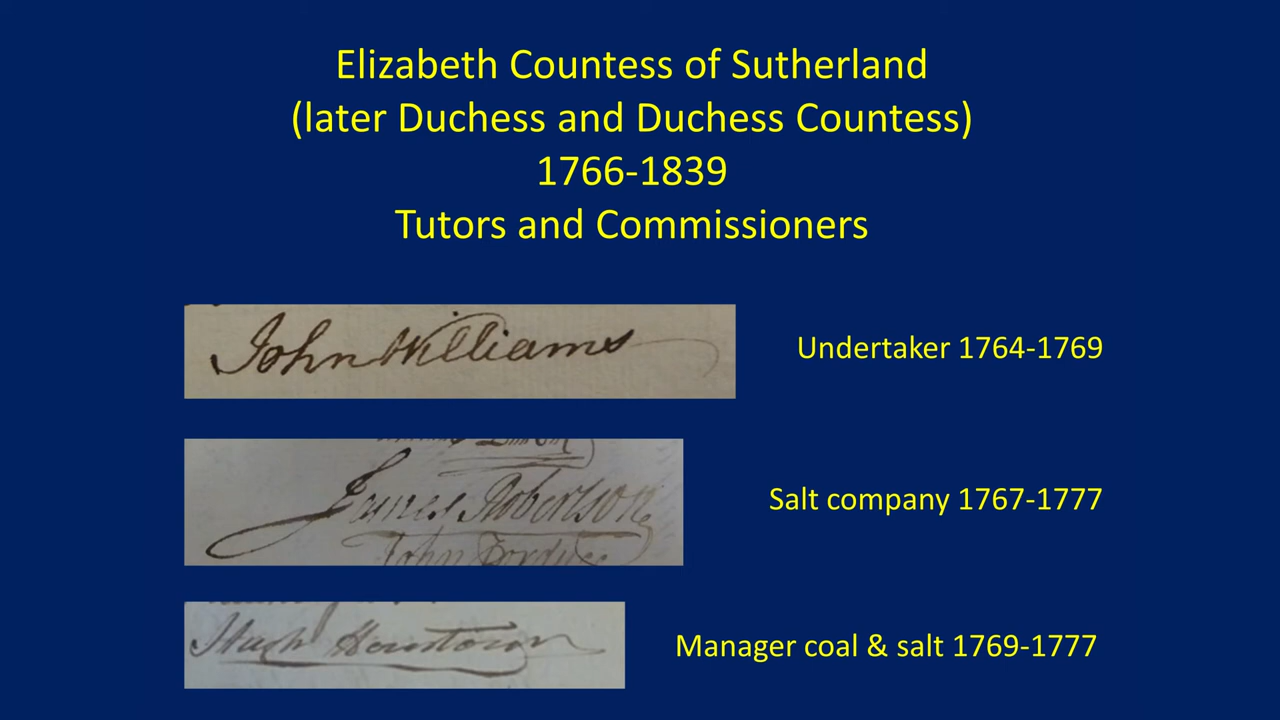 Elizabeth Countess of Sutherland
(later Duchess and Duchess Countess)
1766-1839
Tutors and Commissioners
John Williams
Undertaker 1764-1769
James Robertson
John Fordyce
Salt company 1767-1777
Hugh
Manager coal & salt 1769-1777